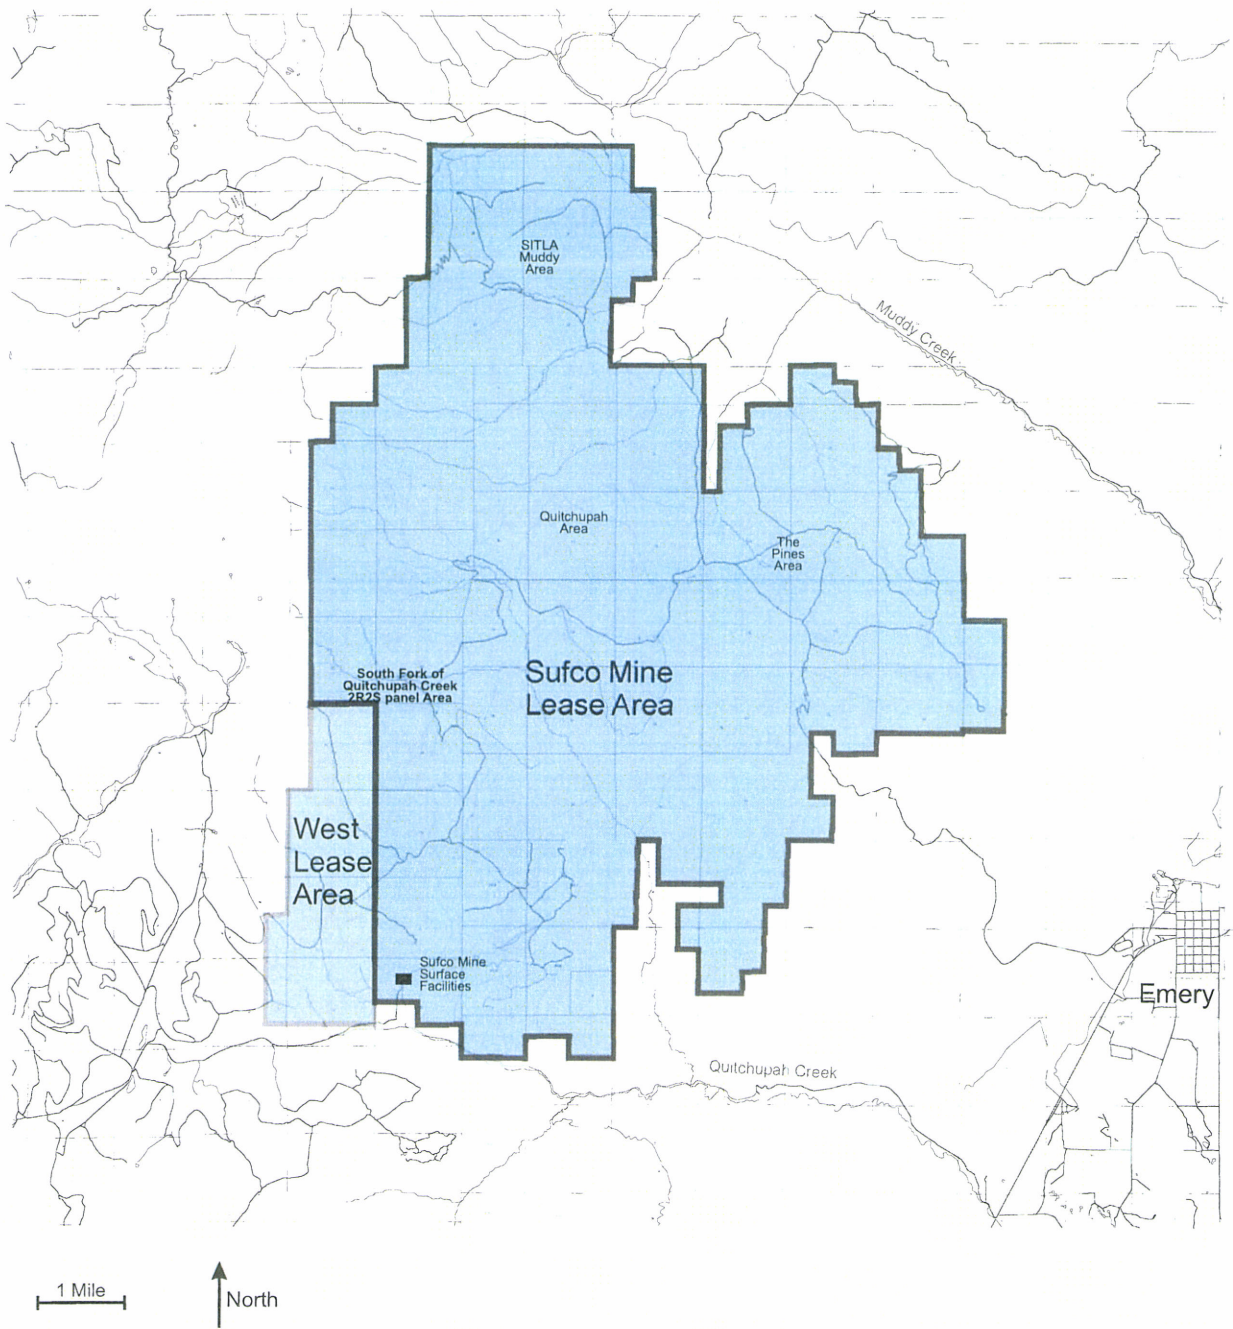 SITLA
Muddy
Area
Muddy Creek
Quitchupah
Area
The
Pines
Area
South Fork of
Quitchupah Creek
2R2S panel Area
Sufco Mine
Lease Area
West
Lease
Area
Sufco Mine
Surface
Facilities
Emery
Quitchupah Creek
1 Mile
North